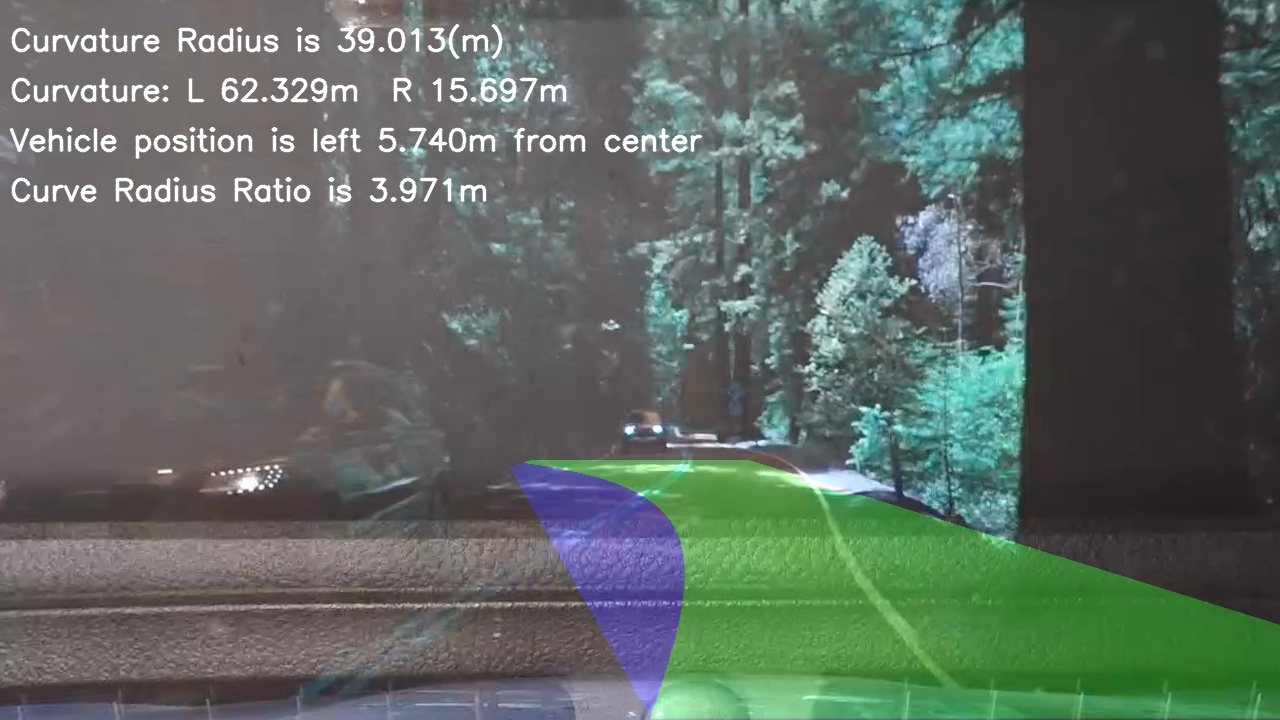 Curvature Radius is 39.013(m)
Curvature: L 62.329m R 15.697m
Vehicle position is left 5.740m from center
Curve Radius Ratio is 3.971m